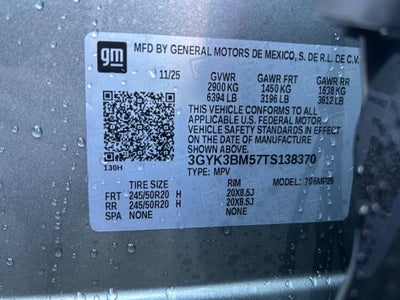 gm
MFD BY GENERAL MOTORS DE MEXICO, S. DE R.L. DE C.V.
11/25 GVWR GAWR FRT GAWR RR
2900 KG 1450 KG 1638 KG
6394 LB 3196 LB 3612 LB
THIS VEHICLE CONFORMS TO ALL APPLICABLE
U.S. FEDERAL MOTOR
VEHICLE SAFETY
STANDARDS IN EFFECT ON THE DATE OF
MANUFACTURE SHOWN ABOVE.
3GYK3BM57TS138370
130H TYPE: MPV MODEL: 706MP26
TIRE SIZE RIM
FRT 245/50R20 H 20X8.5J
RR 245/50R20 H 20X8.5J
SPA NONE NONE